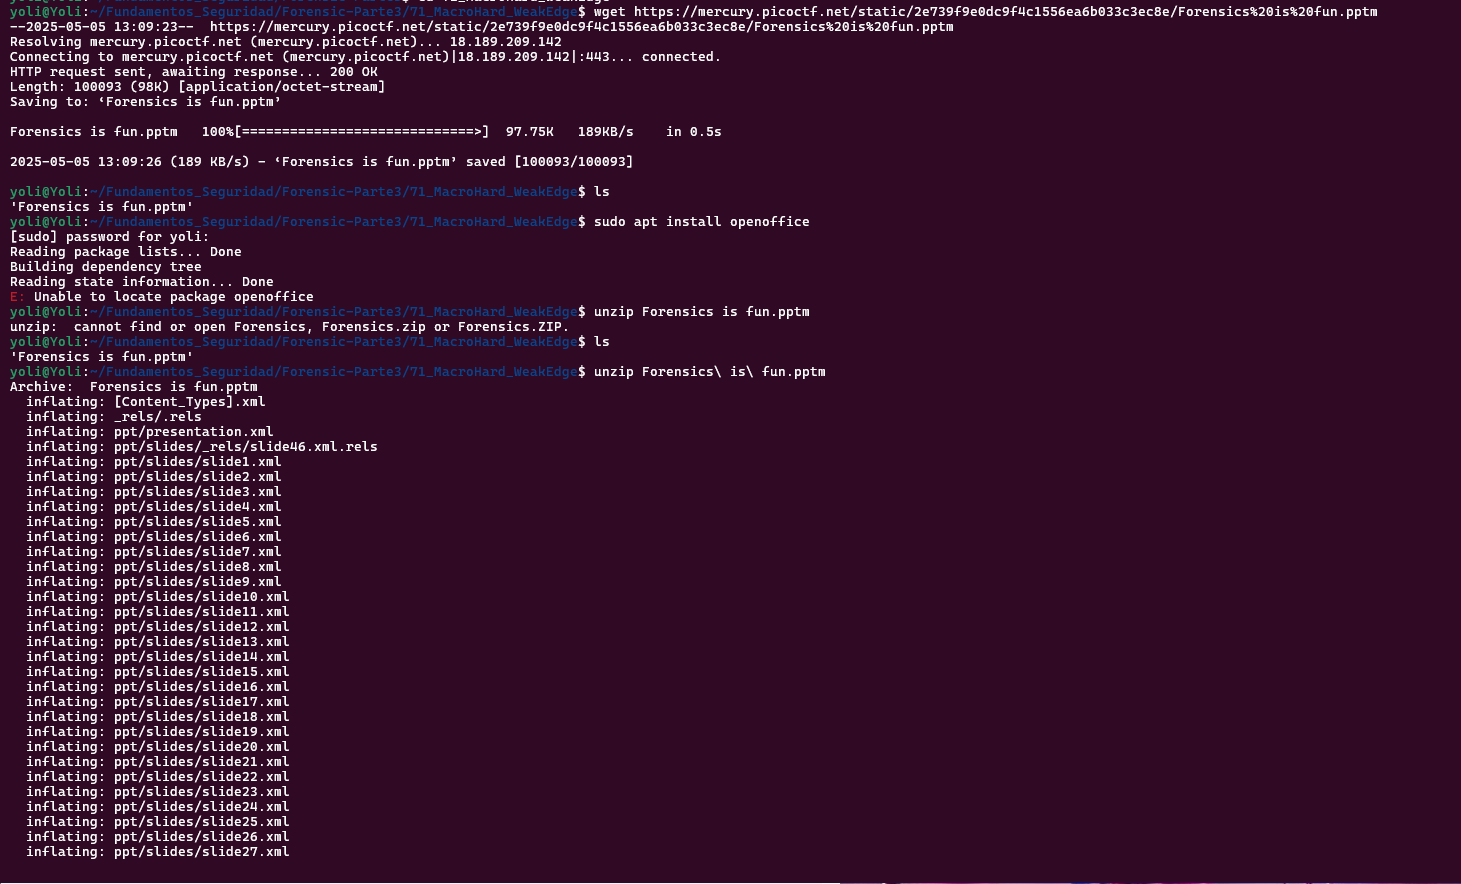 yoli@Yoli:~/Fundamentos_Seguridad/Forensic-Parte3/71_MacroHard_WeakEdge$ wget https://mercury.picoctf.net/static/2e739f9e0dc9f4c1556ea6b033c3ec8e/Forensics%20is%20fun.pptm
--2025-05-05 13:09:23--  https://mercury.picoctf.net/static/2e739f9e0dc9f4c1556ea6b033c3ec8e/Forensics%20is%20fun.pptm
Resolving mercury.picoctf.net (mercury.picoctf.net)... 18.189.209.142
Connecting to mercury.picoctf.net (mercury.picoctf.net)|18.189.209.142|:443... connected.
HTTP request sent, awaiting response... 200 OK
Length: 100093 (98K) [application/octet-stream]
Saving to: ‘Forensics is fun.pptm’
Forensics is fun.pptm   100%[=============================>]  97.75K   189KB/s    in 0.5s
2025-05-05 13:09:26 (189 KB/s) - ‘Forensics is fun.pptm’ saved [100093/100093]
yoli@Yoli:~/Fundamentos_Seguridad/Forensic-Parte3/71_MacroHard_WeakEdge$ ls
'Forensics is fun.pptm'
yoli@Yoli:~/Fundamentos_Seguridad/Forensic-Parte3/71_MacroHard_WeakEdge$ sudo apt install openoffice
[sudo] password for yoli:
Reading package lists... Done
Building dependency tree
Reading state information... Done
E: Unable to locate package openoffice
yoli@Yoli:~/Fundamentos_Seguridad/Forensic-Parte3/71_MacroHard_WeakEdge$ unzip Forensics is fun.pptm
unzip:  cannot find or open Forensics, Forensics.zip or Forensics.ZIP.
yoli@Yoli:~/Fundamentos_Seguridad/Forensic-Parte3/71_MacroHard_WeakEdge$ ls
'Forensics is fun.pptm'
yoli@Yoli:~/Fundamentos_Seguridad/Forensic-Parte3/71_MacroHard_WeakEdge$ unzip Forensics\ is\ fun.pptm
Archive:  Forensics is fun.pptm
  inflating: [Content_Types].xml
  inflating: _rels/.rels
  inflating: ppt/presentation.xml
  inflating: ppt/slides/_rels/slide46.xml.rels
  inflating: ppt/slides/slide1.xml
  inflating: ppt/slides/slide2.xml
  inflating: ppt/slides/slide3.xml
  inflating: ppt/slides/slide4.xml
  inflating: ppt/slides/slide5.xml
  inflating: ppt/slides/slide6.xml
  inflating: ppt/slides/slide7.xml
  inflating: ppt/slides/slide8.xml
  inflating: ppt/slides/slide9.xml
  inflating: ppt/slides/slide10.xml
  inflating: ppt/slides/slide11.xml
  inflating: ppt/slides/slide12.xml
  inflating: ppt/slides/slide13.xml
  inflating: ppt/slides/slide14.xml
  inflating: ppt/slides/slide15.xml
  inflating: ppt/slides/slide16.xml
  inflating: ppt/slides/slide17.xml
  inflating: ppt/slides/slide18.xml
  inflating: ppt/slides/slide19.xml
  inflating: ppt/slides/slide20.xml
  inflating: ppt/slides/slide21.xml
  inflating: ppt/slides/slide22.xml
  inflating: ppt/slides/slide23.xml
  inflating: ppt/slides/slide24.xml
  inflating: ppt/slides/slide25.xml
  inflating: ppt/slides/slide26.xml
  inflating: ppt/slides/slide27.xml